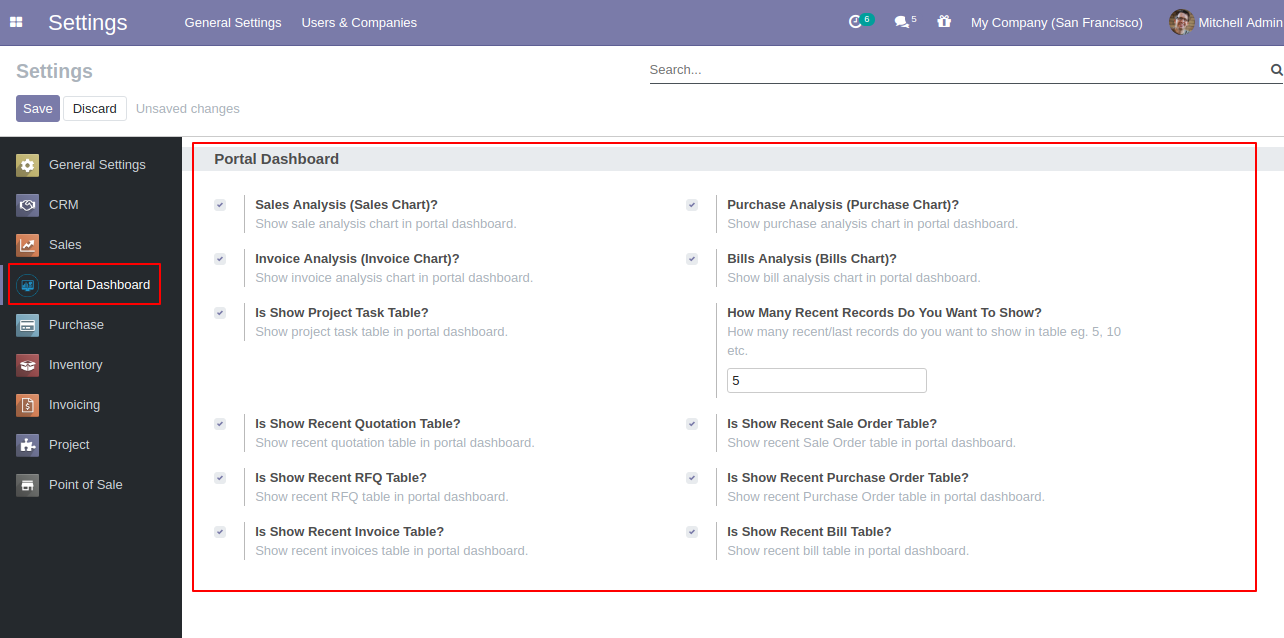 Settings General Settings Users & Companies 6 5 My Company (San Francisco) Mitchell Admin
Settings
Search...
Save Discard Unsaved changes
General Settings
CRM
Sales
Portal Dashboard
Purchase
Inventory
Invoicing
Project
Point of Sale
Portal Dashboard
Sales Analysis (Sales Chart)?
Show sale analysis chart in portal dashboard.
Purchase Analysis (Purchase Chart)?
Show purchase analysis chart in portal dashboard.
Invoice Analysis (Invoice Chart)?
Show invoice analysis chart in portal dashboard.
Bills Analysis (Bills Chart)?
Show bill analysis chart in portal dashboard.
Is Show Project Task Table?
Show project task table in portal dashboard.
How Many Recent Records Do You Want To Show?
How many recent/last records do you want to show in table eg. 5, 10
etc.
5
Is Show Recent Quotation Table?
Show recent quotation table in portal dashboard.
Is Show Recent Sale Order Table?
Show recent Sale Order table in portal dashboard.
Is Show Recent RFQ Table?
Show recent RFQ table in portal dashboard.
Is Show Recent Purchase Order Table?
Show recent Purchase Order table in portal dashboard.
Is Show Recent Invoice Table?
Show recent invoices table in portal dashboard.
Is Show Recent Bill Table?
Show recent bill table in portal dashboard.